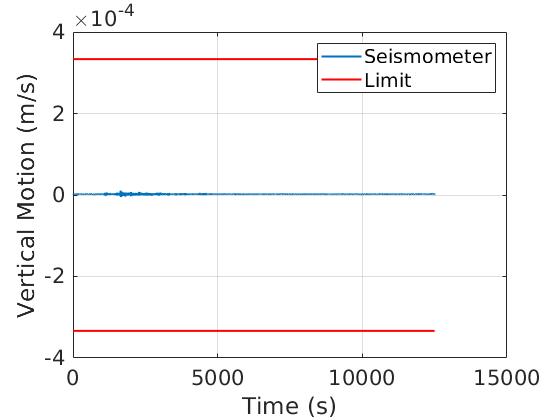 ×10⁻⁴
4
2
0
-2
-4
Vertical Motion (m/s)
Seismometer
Limit
0 5000 10000 15000
Time (s)